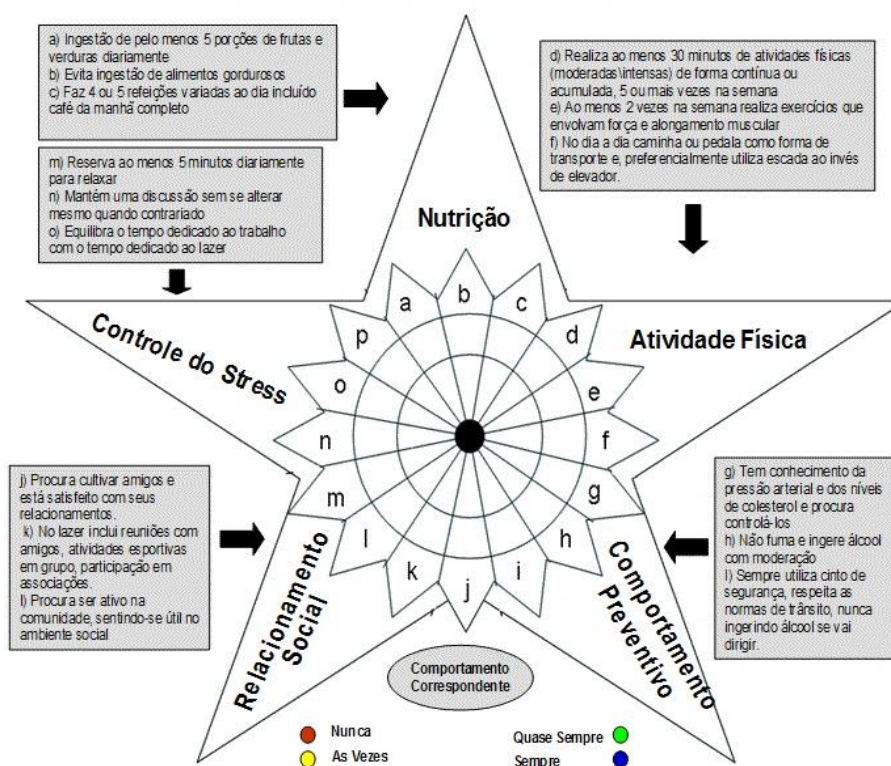 a) Ingestão de pelo menos 5 porções de frutas e
verduras diariamente
b) Evita ingestão de alimentos gordurosos
c) Faz 4 ou 5 refeições variadas ao dia incluído
café da manhã completo
d) Realiza ao menos 30 minutos de atividades físicas
(moderadas\intensas) de forma contínua ou
acumulada, 5 ou mais vezes na semana
e) Ao menos 2 vezes na semana realiza exercícios que
envolvam força e alongamento muscular
f) No dia a dia caminha ou pedala como forma de
transporte e, preferencialmente utiliza escada ao invés
de elevador.
m) Reserva ao menos 5 minutos diariamente
para relaxar
n) Mantém uma discussão sem se alterar
mesmo quando contrariado
o) Equilibra o tempo dedicado ao trabalho
com o tempo dedicado ao lazer
Nutrição
Controle do Stress
Atividade Física
a
b
c
d
e
f
g
h
i
j
k
l
m
n
o
p
j) Procura cultivar amigos e
está satisfeito com seus
relacionamentos.
k) No lazer inclui reuniões com
amigos, atividades esportivas
em grupo, participação em
associações.
l) Procura ser ativo na
comunidade, sentindo-se útil no
ambiente social
g) Tem conhecimento da
pressão arterial e dos níveis
de colesterol e procura
controlá-los
h) Não fuma e ingere álcool
com moderação
I) Sempre utiliza cinto de
segurança, respeita as
normas de trânsito, nunca
ingerindo álcool se vai
dirigir.
Relacionamento
Social
Comportamento
Preventivo
Comportamento
Correspondente
Nunca
As Vezes
Quase Sempre
Sempre